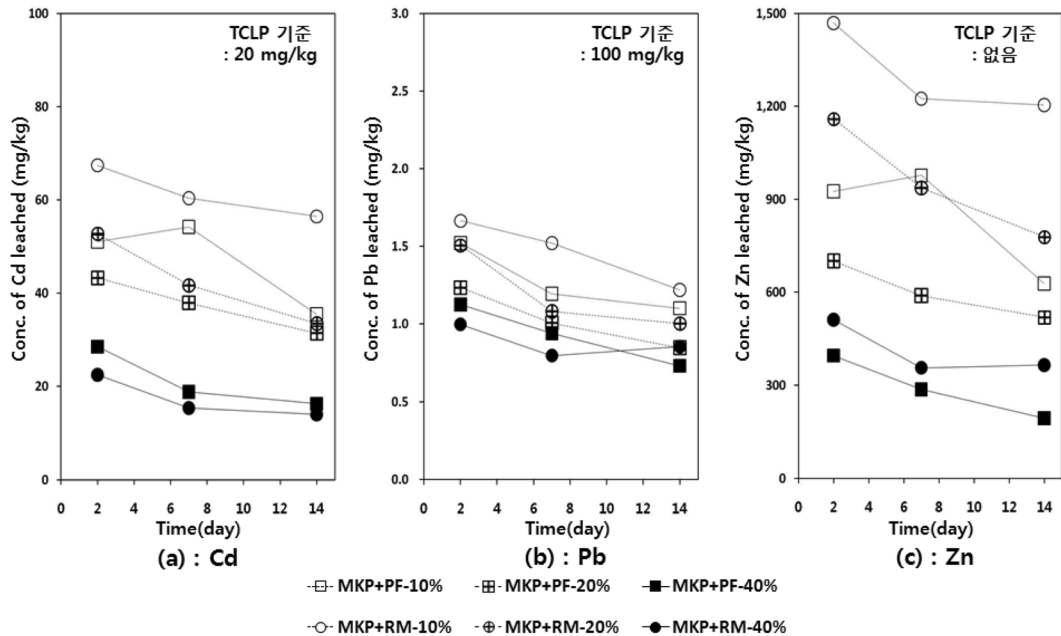 TCLP 기준
: 20 mg/kg
100
80
60
40
20
0
Conc. of Cd leached (mg/kg)
0 2 4 6 8 10 12 14
Time(day)
(a) : Cd
TCLP 기준
: 100 mg/kg
3.0
2.5
2.0
1.5
1.0
0.5
0.0
Conc. of Pb leached (mg/kg)
0 2 4 6 8 10 12 14
Time(day)
(b) : Pb
TCLP 기준
: 없음
1,500
1,200
900
600
300
0
Conc. of Zn leached (mg/kg)
0 2 4 6 8 10 12 14
Time(day)
(c) : Zn
MKP+PF-10% MKP+PF-20% MKP+PF-40%
MKP+RM-10% MKP+RM-20% MKP+RM-40%